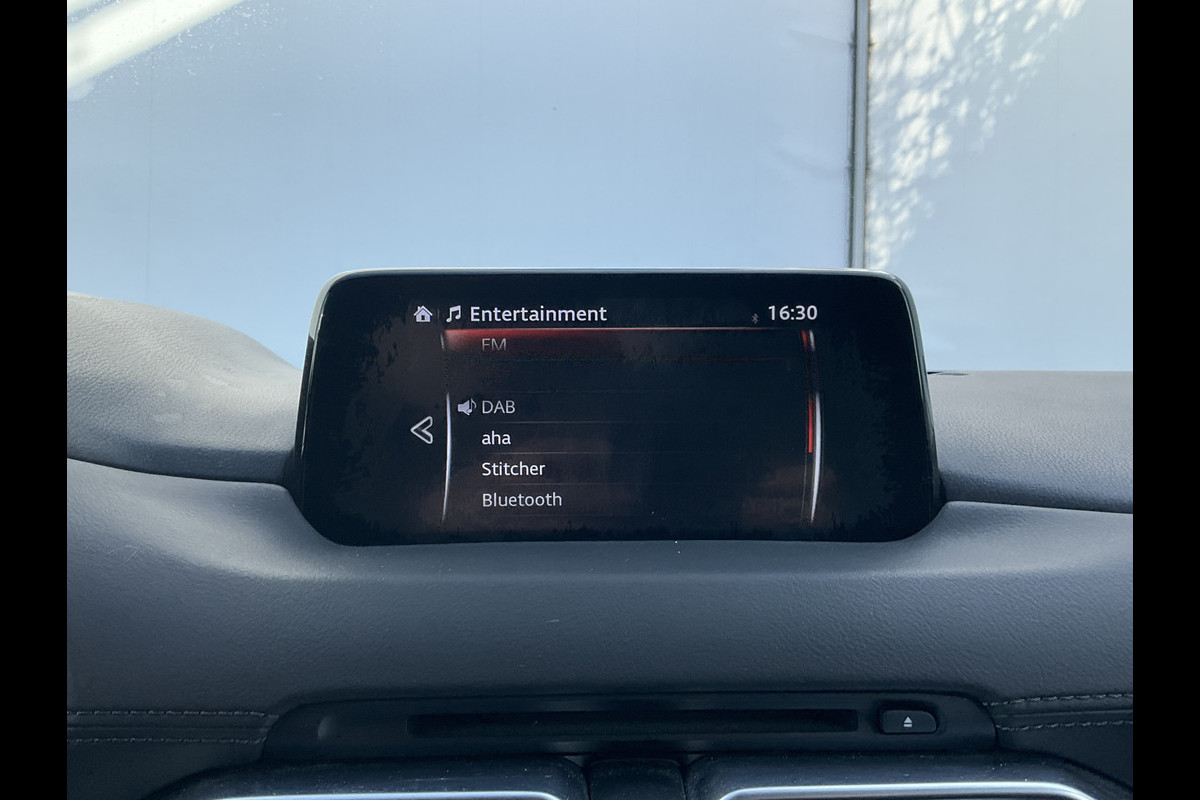 Entertainment 16:30
FM
DAB
aha
Stitcher
Bluetooth